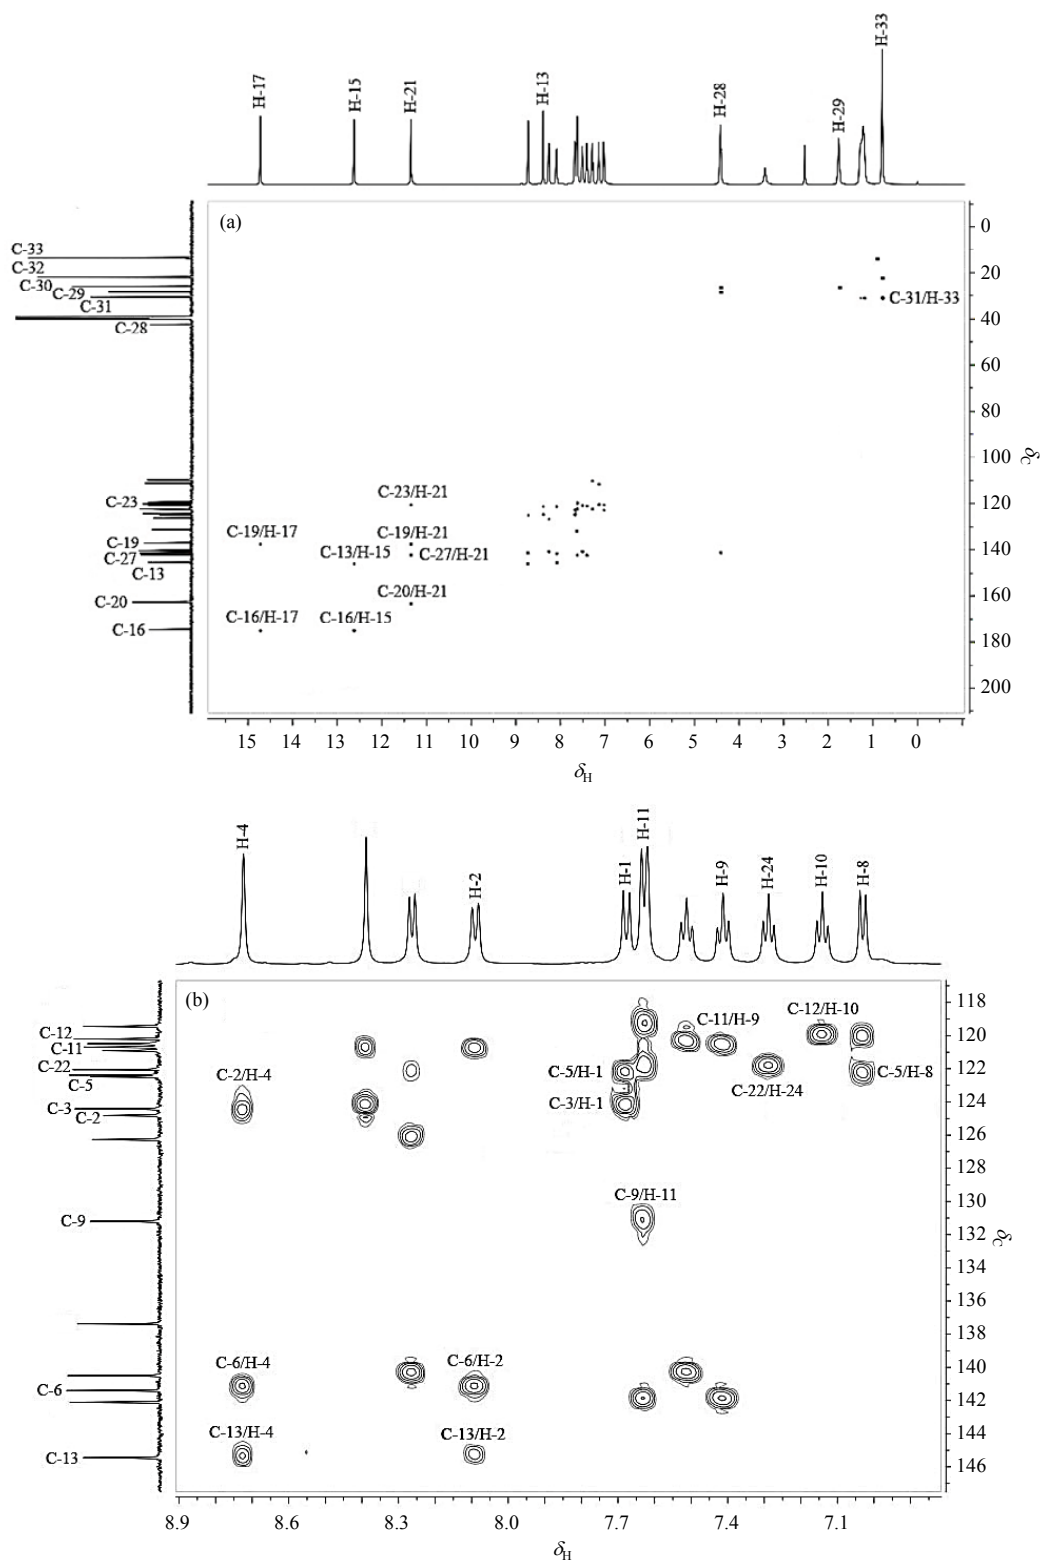 H-17
H-15
H-21
H-13
H-28
H-29
H-33
(a)
C-33
C-32
C-30
C-29
C-31
C-28
C-23
C-19
C-27
C-13
C-20
C-16
C-31/H-33
C-23/H-21
C-19/H-17
C-19/H-21
C-13/H-15
C-27/H-21
C-20/H-21
C-16/H-17
C-16/H-15
0
20
40
60
80
100
120
140
160
180
200
δC
15 14 13 12 11 10 9 8 7 6 5 4 3 2 1 0
δH
H-4
H-2
H-1
H-11
H-9
H-24
H-10
H-8
(b)
C-12
C-11
C-22
C-5
C-3
C-2
C-9
C-6
C-13
C-12/H-10
C-11/H-9
C-2/H-4
C-5/H-1
C-5/H-8
C-22/H-24
C-3/H-1
C-9/H-11
C-6/H-4
C-6/H-2
C-13/H-4
C-13/H-2
118
120
122
124
126
128
130
132
134
136
138
140
142
144
146
δC
8.9 8.6 8.3 8.0 7.7 7.4 7.1
δH